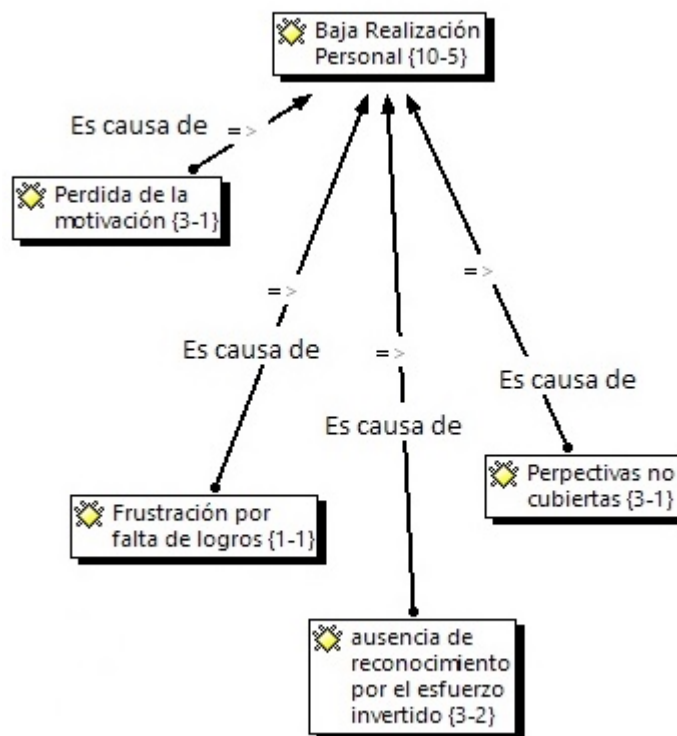 Baja Realización
Personal {10-5}
Es causa de => 
Perdida de la
motivación {3-1}
=>
=>
Es causa de
=>
Es causa de
Es causa de
Perpectivas no
cubiertas {3-1}
Frustración por
falta de logros {1-1}
ausencia de
reconocimiento
por el esfuerzo
invertido {3-2}